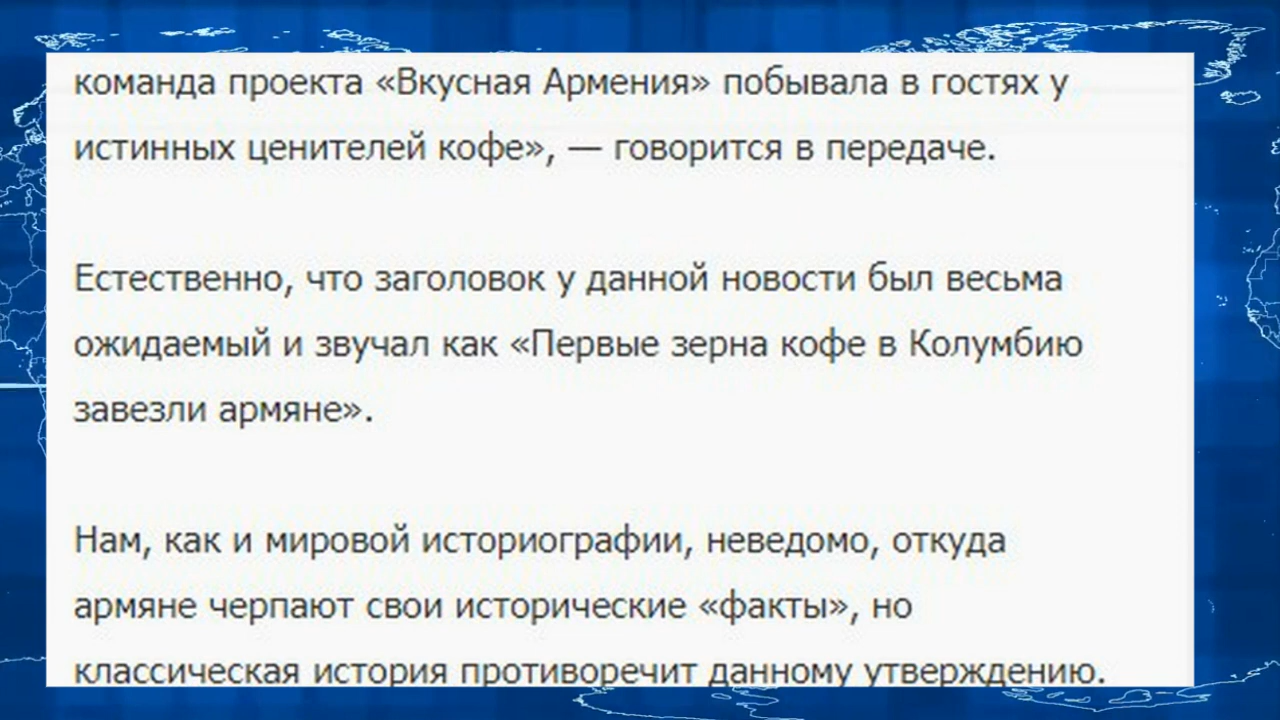 команда проекта «Вкусная Армения» побывала в гостях у
истинных ценителей кофе», — говорится в передаче.
Естественно, что заголовок у данной новости был весьма
ожидаемый и звучал как «Первые зерна кофе в Колумбию
завезли армяне».
Нам, как и мировой историографии, неведомо, откуда
армяне черпают свои исторические «факты», но
классическая история противоречит данному утверждению.